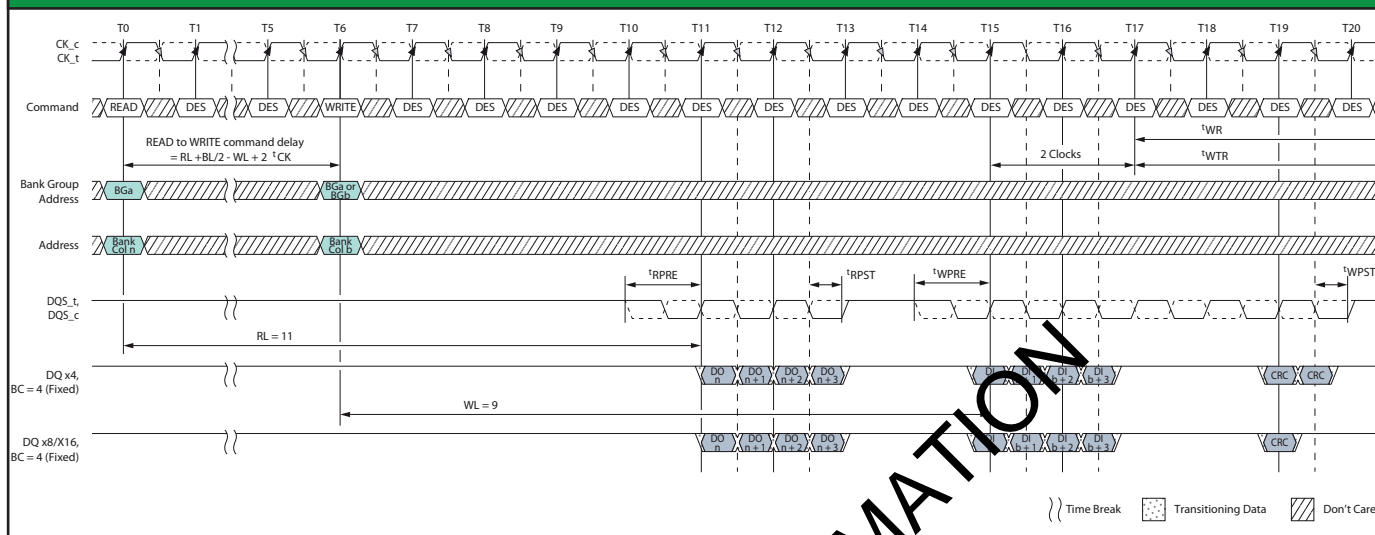 T0 T1 T5 T6 T7 T8 T9 T10 T11 T12 T13 T14 T15 T16 T17 T18 T19 T20
CK_c
CK_t
Command READ DES DES WRITE DES DES DES DES DES DES DES DES DES DES DES DES DES DES
READ to WRITE command delay
= RL +BL/2 - WL + 2 tCK
2 Clocks
tWR
tWTR
Bank Group
Address
BGa
BGa or
BGb
Address
Bank
Col n
Bank
Col b
tRPRE tRPST tWPRE tWPST
DQS_t,
DQS_c
RL = 11
DQ x4,
BC = 4 (Fixed)
DO
n
DO
n + 1
DO
n + 2
DO
n + 3
DI
DI
b + 1
DI
b + 2
DI
b + 3
CRC CRC
WL = 9
DQ x8/X16,
BC = 4 (Fixed)
DO
n
DO
n + 1
DO
n + 2
DO
n + 3
DI
DI
b + 1
DI
b + 2
DI
b + 3
CRC
MATION
Time Break Transitioning Data Don't Care